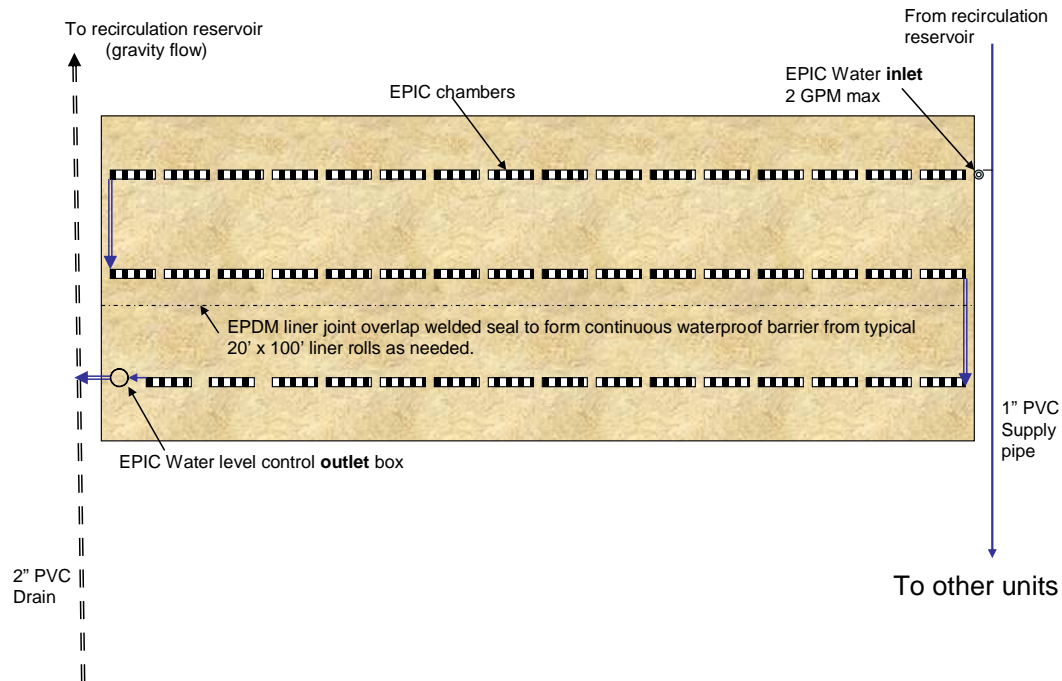 To recirculation reservoir
(gravity flow)
From recirculation
reservoir
EPIC chambers
EPIC Water inlet
2 GPM max
EPDM liner joint overlap welded seal to form continuous waterproof barrier from typical
20’ x 100’ liner rolls as needed.
EPIC Water level control outlet box
1” PVC
Supply
pipe
2” PVC
Drain
To other units